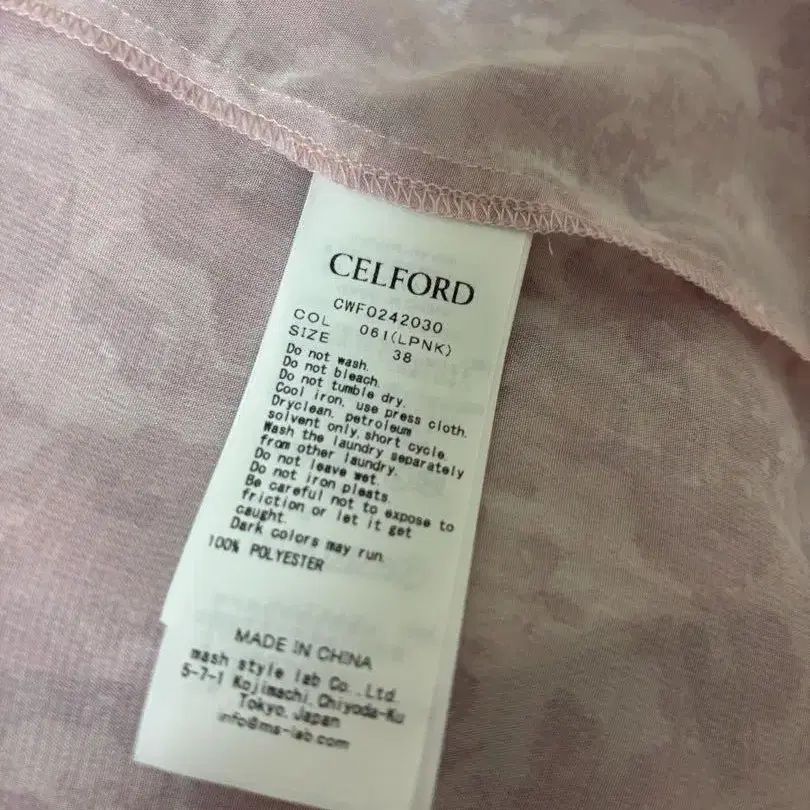 CELFORD
CWF0242030
COL 061(LPNK)
SIZE 38
Do not wash.
Do not bleach.
Do not tumble dry.
Cool iron, use press cloth.
Dryclean, petroleum
solvent only, short cycle.
Wash the laundry separately
from other laundry.
Do not leave wet.
Do not iron pleats.
Be careful not to expose to
friction or let it get
caught.
Dark colors may run.
100% POLYESTER
MADE IN CHINA
mash style lab Co.,Ltd.
5-7-1 Kojimachi,Chiyoda-Ku
Tokyo,Japan
info@ms-lab.com